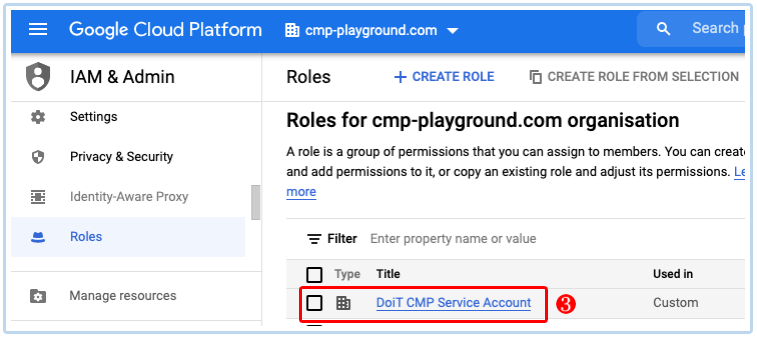 Google Cloud Platform
cmp-playground.com
Search
IAM & Admin
Roles
CREATE ROLE
CREATE ROLE FROM SELECTION
Settings
Privacy & Security
Identity-Aware Proxy
Roles
Manage resources
Roles for cmp-playground.com organisation
A role is a group of permissions that you can assign to members. You can create
and add permissions to it, or copy an existing role and adjust its permissions. Le
more
Filter Enter property name or value
Type Title Used in
DoiT CMP Service Account Custom
3